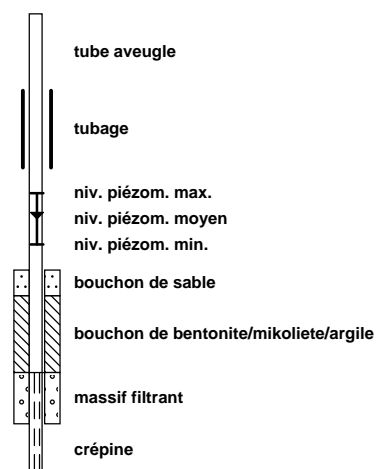 tube aveugle
tubage
niv. piézom. max.
niv. piézom. moyen
niv. piézom. min.
bouchon de sable
bouchon de bentonite/mikoliete/argile
massif filtrant
crépine